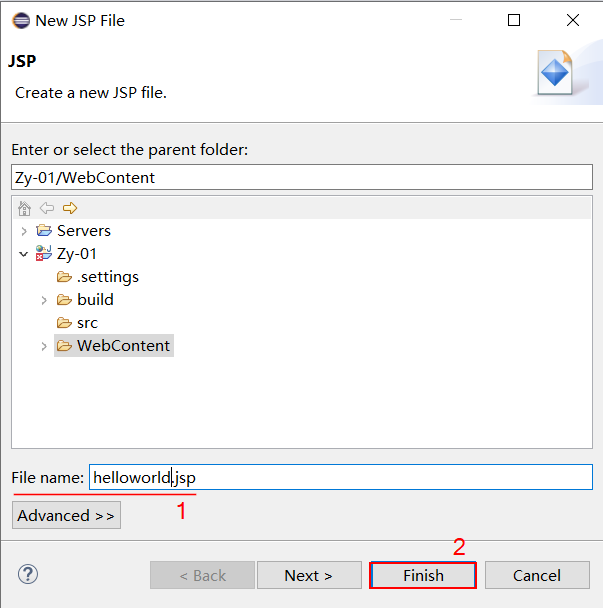 New JSP File
JSP
Create a new JSP file.
Enter or select the parent folder:
Zy-01/WebContent
Servers
Zy-01
.settings
build
src
WebContent
File name: helloworld.jsp
1
Advanced >>
2
? < Back Next > Finish Cancel